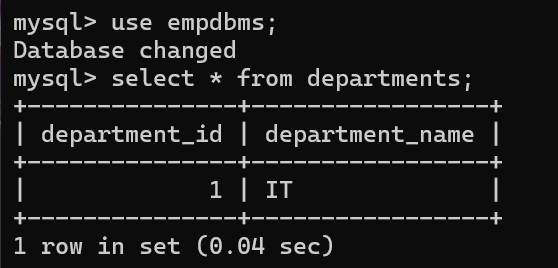 mysql> use empdbms;
Database changed
mysql> select * from departments;
+---------------+-----------------+
| department_id | department_name |
+---------------+-----------------+
|             1 | IT              |
+---------------+-----------------+
1 row in set (0.04 sec)